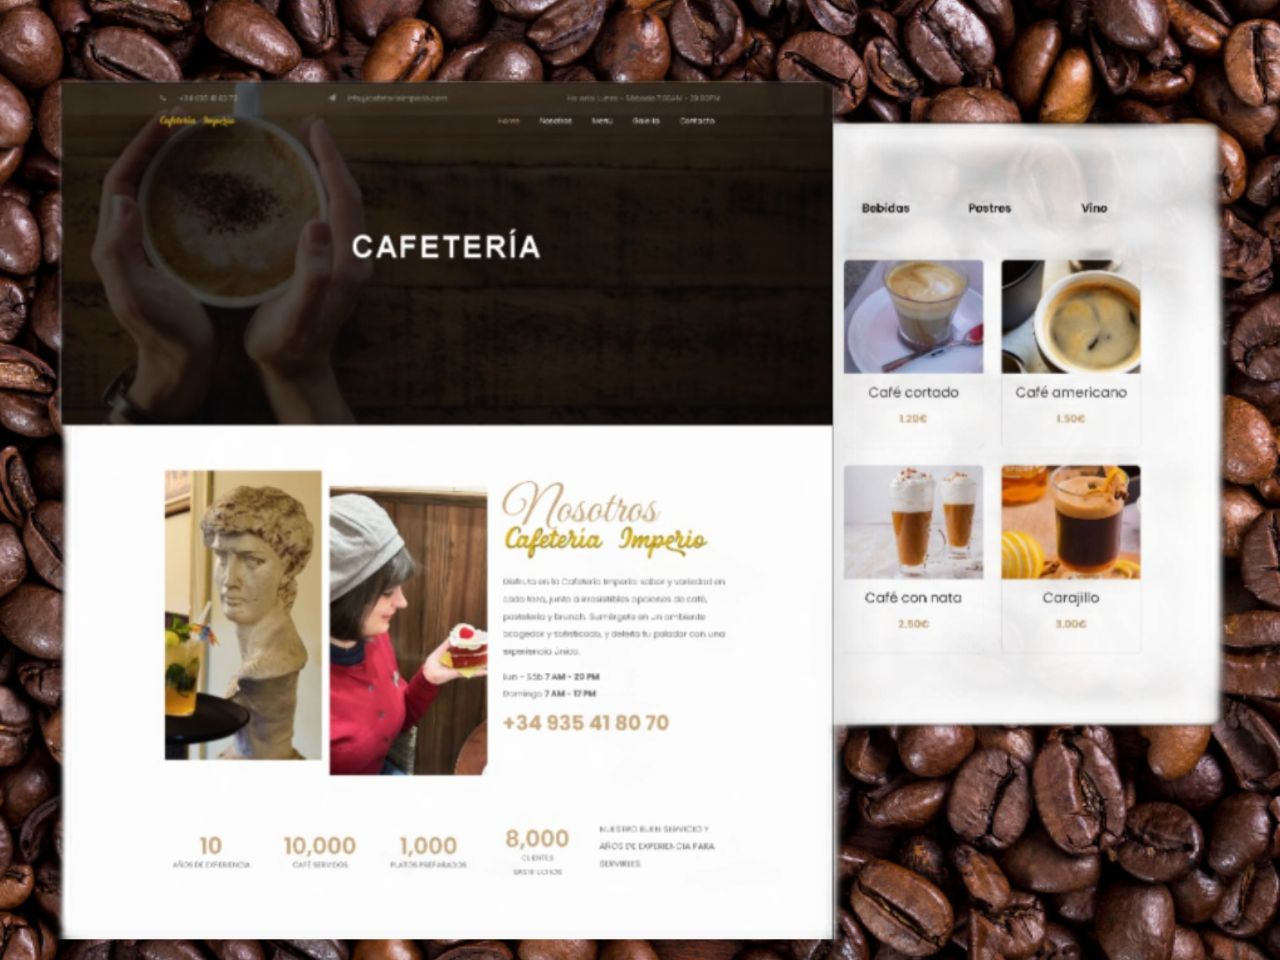 +34 935 41 80 70
info@cafeteriaimperio.com
Horario Lunes - Sábado 7:00AM - 20:00PM
Cafeteria Imperio
Home Nosotros Menu Galería Contacto
CAFETERÍA
Nosotros
Cafetería Imperio
Disfruta en la Cafetería Imperio: sabor y variedad en
cada taza, junto a irresistibles opciones de café,
pastelería y brunch. Sumérgete en un ambiente
acogedor y sofisticado, y deleita tu paladar con una
experiencia única.
Lun - Sáb 7 AM - 20 PM
Domingo 7 AM - 17 PM
+34 935 41 80 70
10
AÑOS DE EXPERIENCIA
10,000
CAFÉ SERVIDOS
1,000
PLATOS PREPARADOS
8,000
CLIENTES
NUESTRO BUEN SERVICIO Y
AÑOS DE EXPERIENCIA PARA
SERVIRLES.
Bebidas Postres Vino
Café cortado
1.20€
Café americano
1.50€
Café con nata
2.50€
Carajillo
3.00€